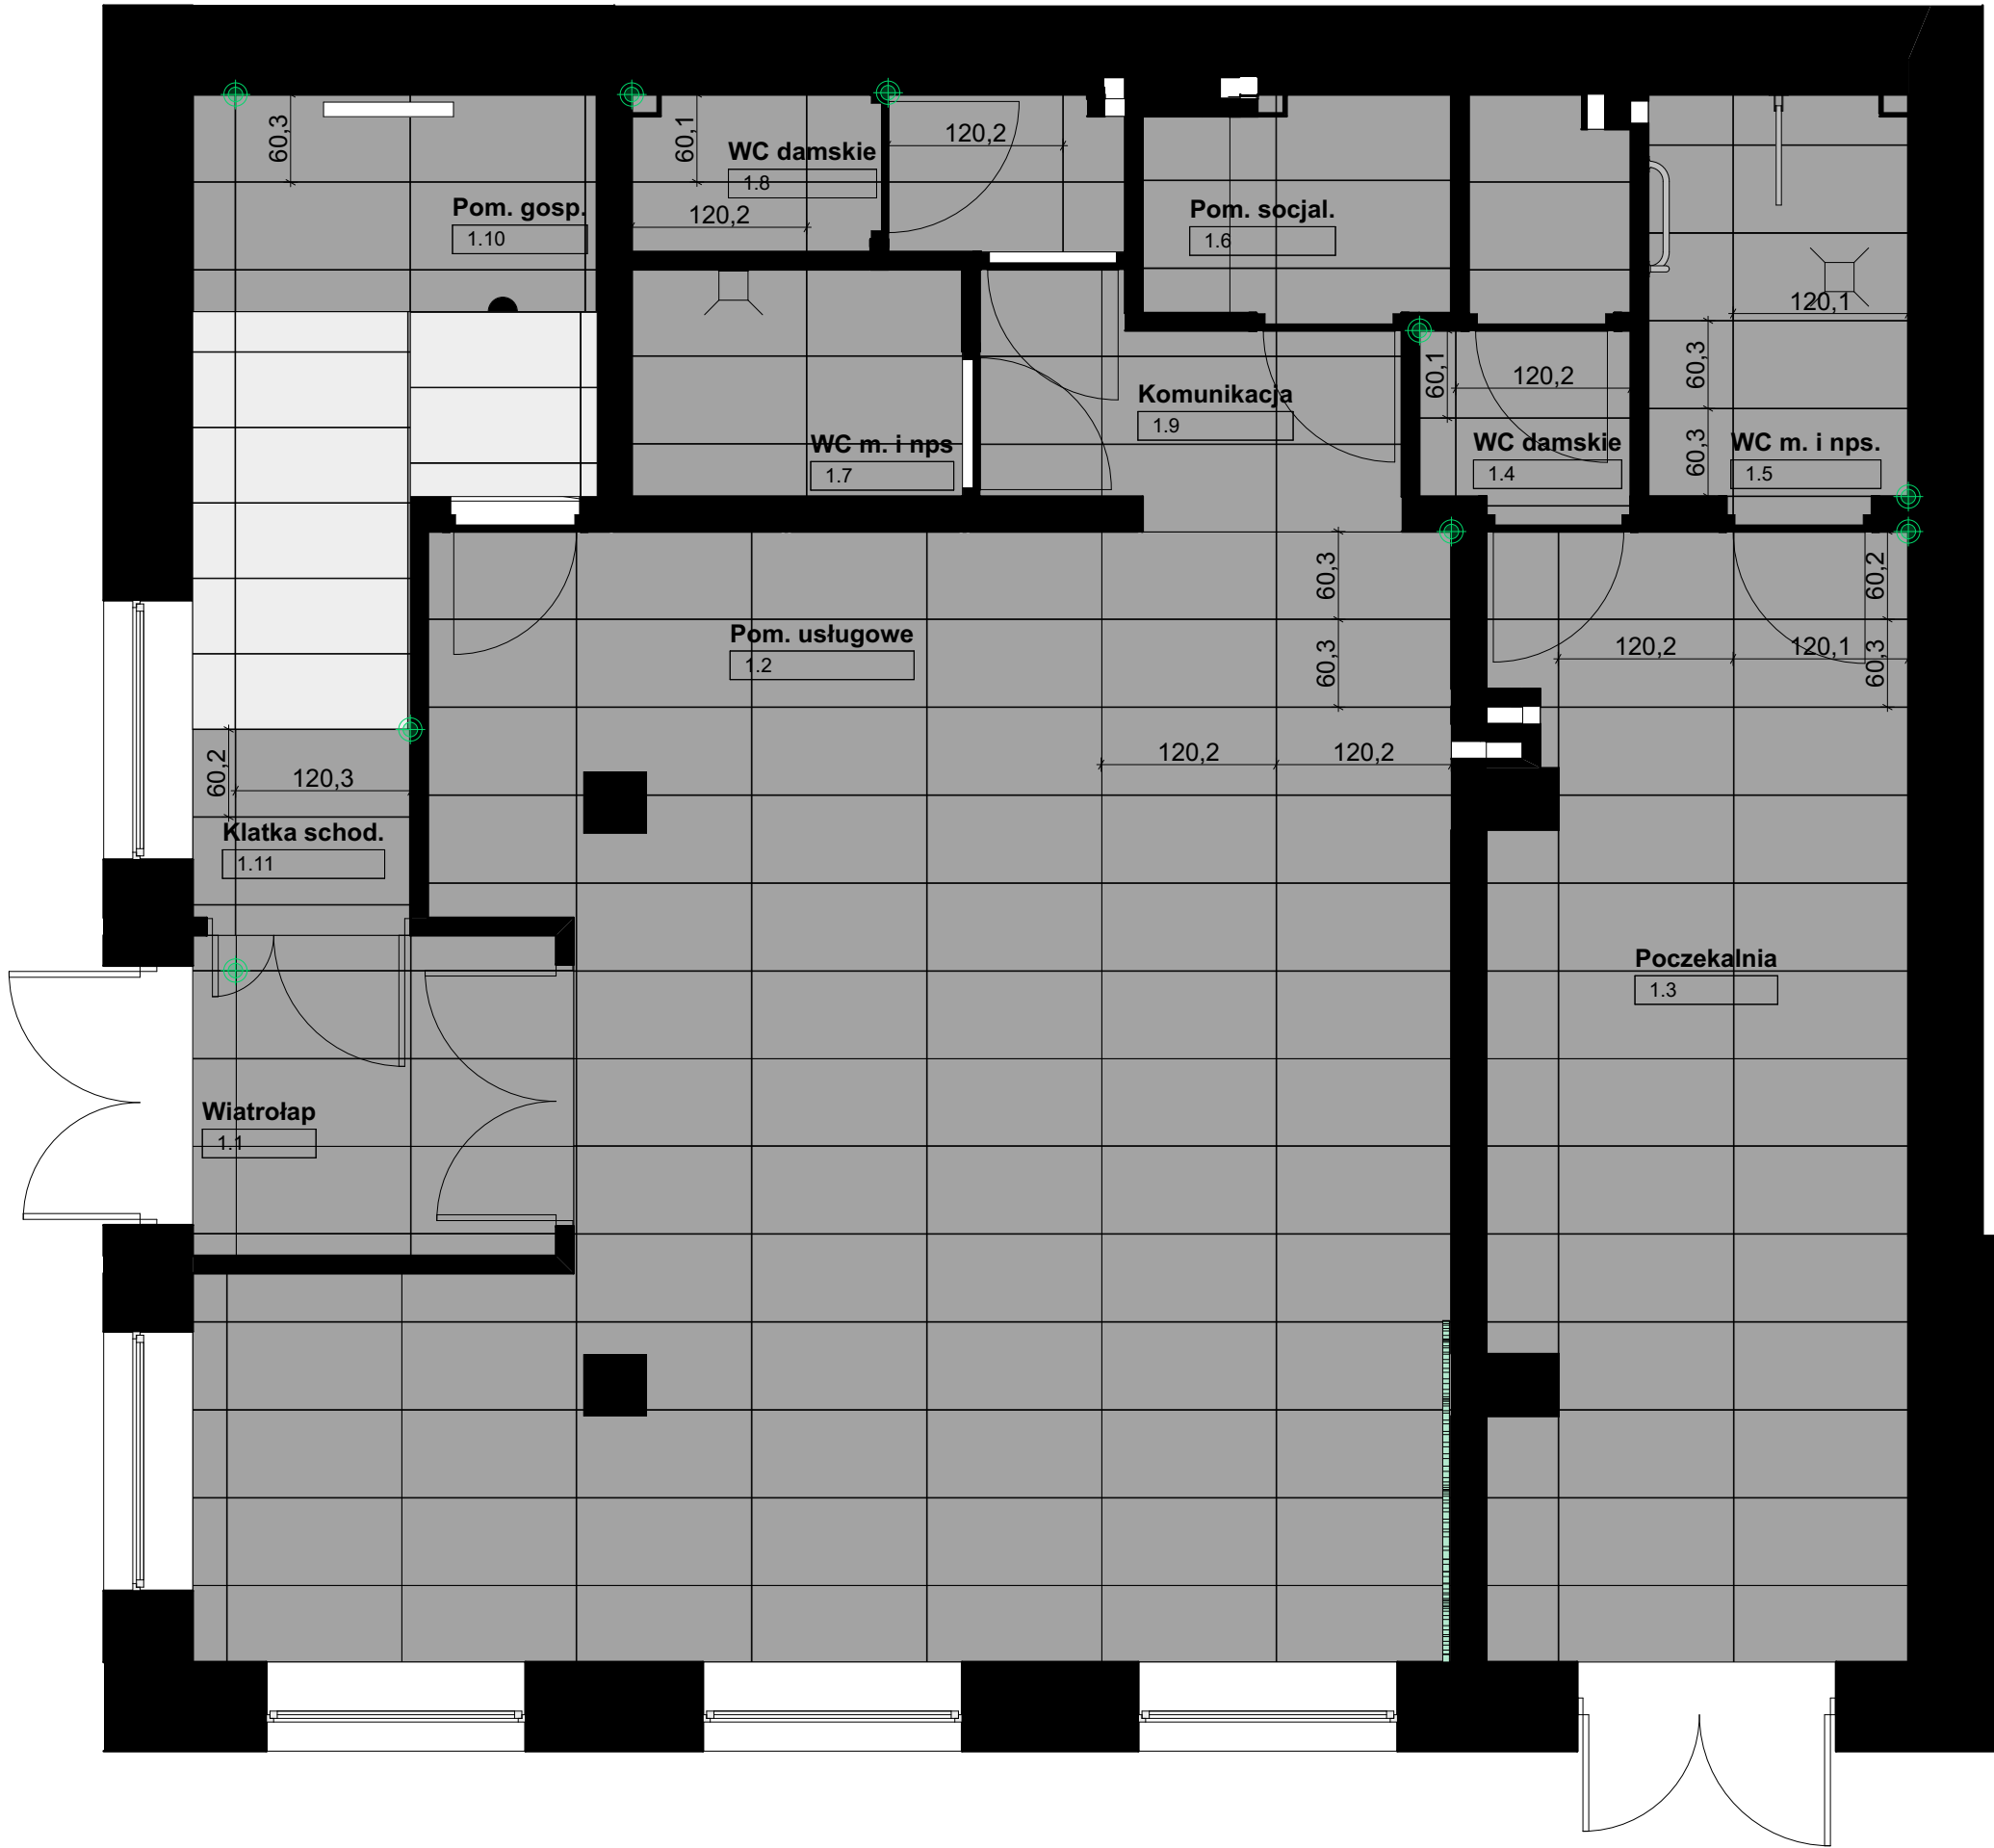 60,3
60,1
WC damskie
1.8
120,2
120,2
Pom. gosp.
1.10
Pom. socjal.
1.6
120,1
60,3
60,1
120,2
Komunikacja
1.9
60,3
WC m. i nps
1.7
WC damskie
1.4
WC m. i nps.
1.5
60,3
60,2
Pom. usługowe
1.2
60,3
120,2
120,1
60,3
60,2
120,3
120,2
120,2
Klatka schod.
1.11
Poczekalnia
1.3
Wiatrołap
1.1